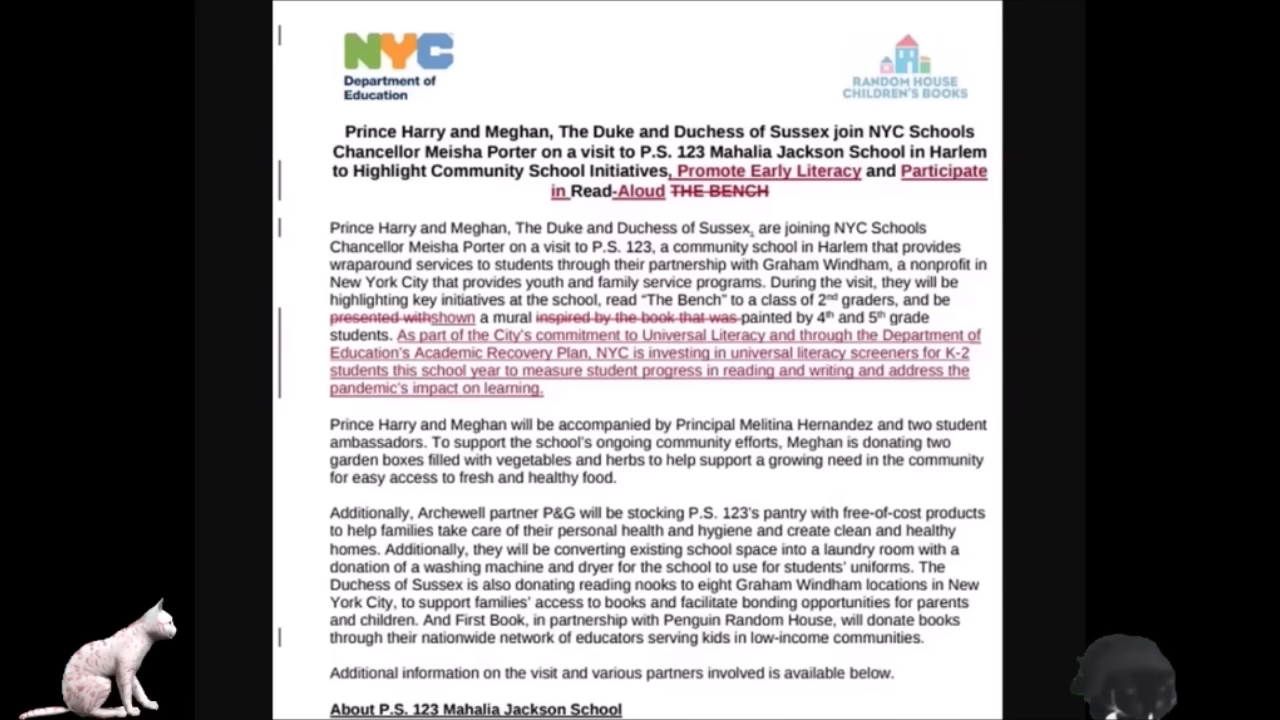 NYC
Department of
Education
RANDOM HOUSE
CHILDREN'S BOOKS
Prince Harry and Meghan, The Duke and Duchess of Sussex join NYC Schools
Chancellor Meisha Porter on a visit to P.S. 123 Mahalia Jackson School in Harlem
to Highlight Community School Initiatives, Promote Early Literacy and Participate
in Read-Aloud THE BENCH
Prince Harry and Meghan, The Duke and Duchess of Sussex, are joining NYC Schools
Chancellor Meisha Porter on a visit to P.S. 123, a community school in Harlem that provides
wraparound services to students through their partnership with Graham Windham, a nonprofit in
New York City that provides youth and family service programs. During the visit, they will be
highlighting key initiatives at the school, read “The Bench” to a class of 2nd graders, and be
presented withshown a mural inspired by the book that was painted by 4th and 5th grade
students. As part of the City's commitment to Universal Literacy and through the Department of
Education's Academic Recovery Plan, NYC is investing in universal literacy screeners for K-2
students this school year to measure student progress in reading and writing and address the
pandemic's impact on learning.
Prince Harry and Meghan will be accompanied by Principal Melitina Hernandez and two student
ambassadors. To support the school's ongoing community efforts, Meghan is donating two
garden boxes filled with vegetables and herbs to help support a growing need in the community
for easy access to fresh and healthy food.
Additionally, Archewell partner P&G will be stocking P.S. 123's pantry with free-of-cost products
to help families take care of their personal health and hygiene and create clean and healthy
homes. Additionally, they will be converting existing school space into a laundry room with a
donation of a washing machine and dryer for the school to use for students' uniforms. The
Duchess of Sussex is also donating reading nooks to eight Graham Windham locations in New
York City, to support families' access to books and facilitate bonding opportunities for parents
and children. And First Book, in partnership with Penguin Random House, will donate books
through their nationwide network of educators serving kids in low-income communities.
Additional information on the visit and various partners involved is available below.
About P.S. 123 Mahalia Jackson School